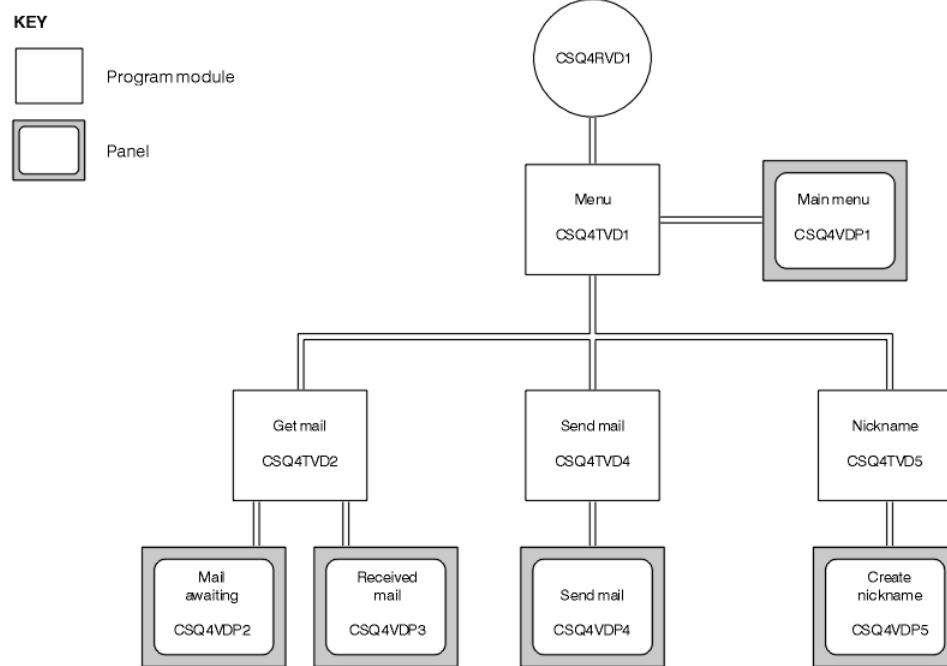 KEY
Program module
Panel
CSQ4RVD1
Menu
CSQ4TVD1
Main menu
CSQ4VDP1
Get mail
CSQ4TVD2
Send mail
CSQ4TVD4
Nickname
CSQ4TVD5
Mail
awaiting
CSQ4VDP2
Received
mail
CSQ4VDP3
Send mail
CSQ4VDP4
Create
nickname
CSQ4VDP5